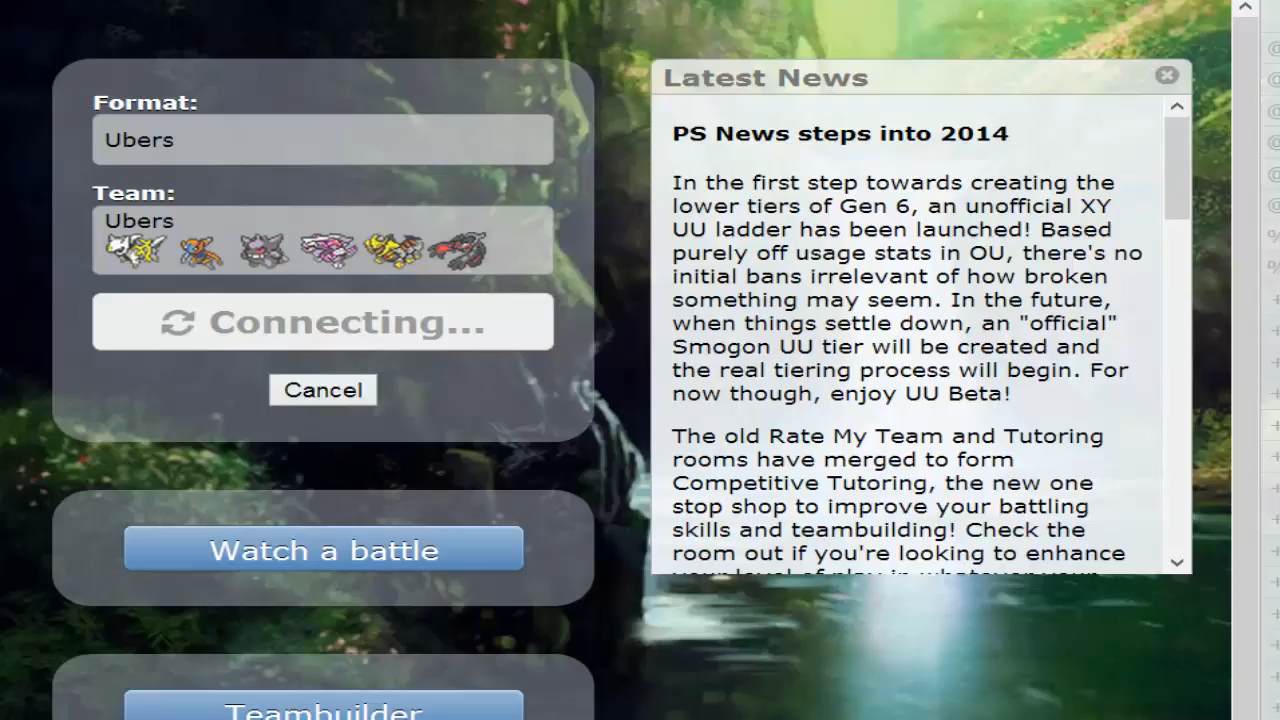 Format:
Ubers
Team:
Ubers
Connecting...
Cancel
Watch a battle
Teambuilder
Latest News
PS News steps into 2014
In the first step towards creating the
lower tiers of Gen 6, an unofficial XY
UU ladder has been launched! Based
purely off usage stats in OU, there's no
initial bans irrelevant of how broken
something may seem. In the future,
when things settle down, an "official"
Smogon UU tier will be created and
the real tiering process will begin. For
now though, enjoy UU Beta!
The old Rate My Team and Tutoring
rooms have merged to form
Competitive Tutoring, the new one
stop shop to improve your battling
skills and teambuilding! Check the
room out if you're looking to enhance